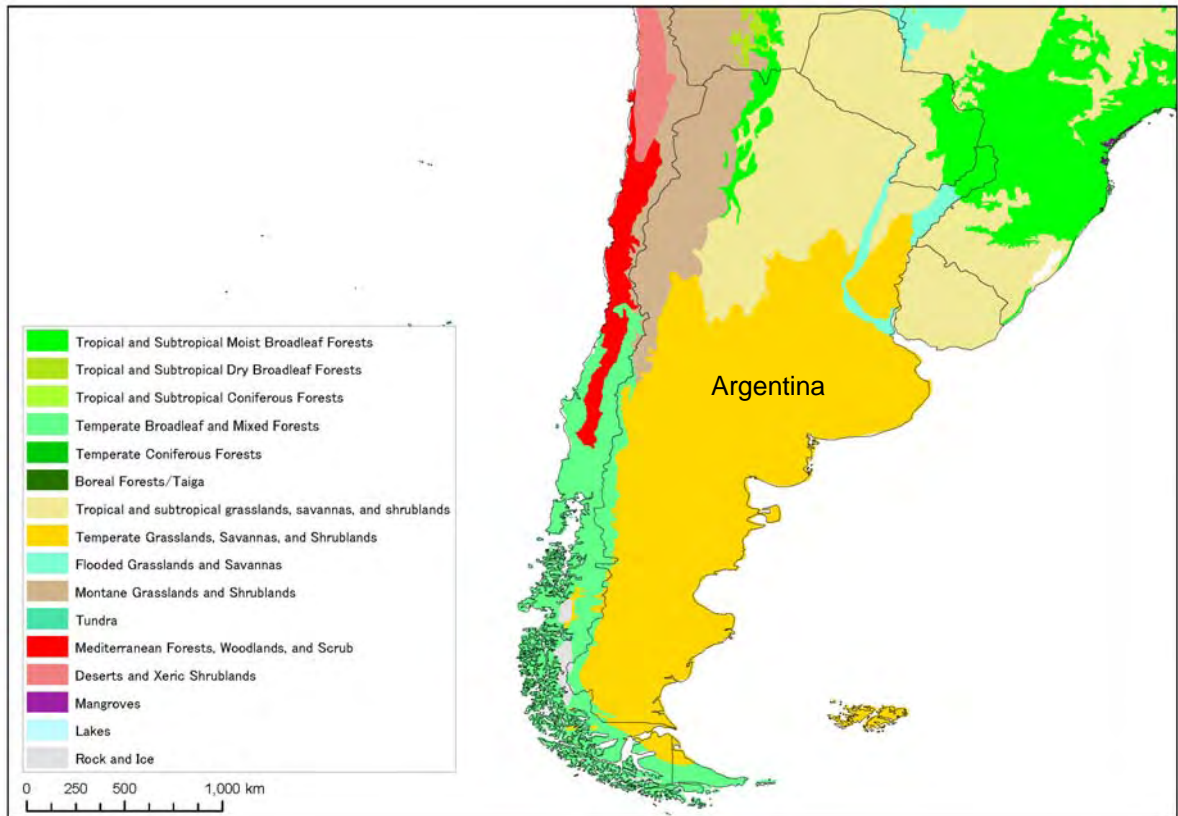 Argentina
Tropical and Subtropical Moist Broadleaf Forests
Tropical and Subtropical Dry Broadleaf Forests
Tropical and Subtropical Coniferous Forests
Temperate Broadleaf and Mixed Forests
Temperate Coniferous Forests
Boreal Forests/Taiga
Tropical and subtropical grasslands, savannas, and shrublands
Temperate Grasslands, Savannas, and Shrublands
Flooded Grasslands and Savannas
Montane Grasslands and Shrublands
Tundra
Mediterranean Forests, Woodlands, and Scrub
Deserts and Xeric Shrublands
Mangroves
Lakes
Rock and Ice
0 250 500 1,000 km